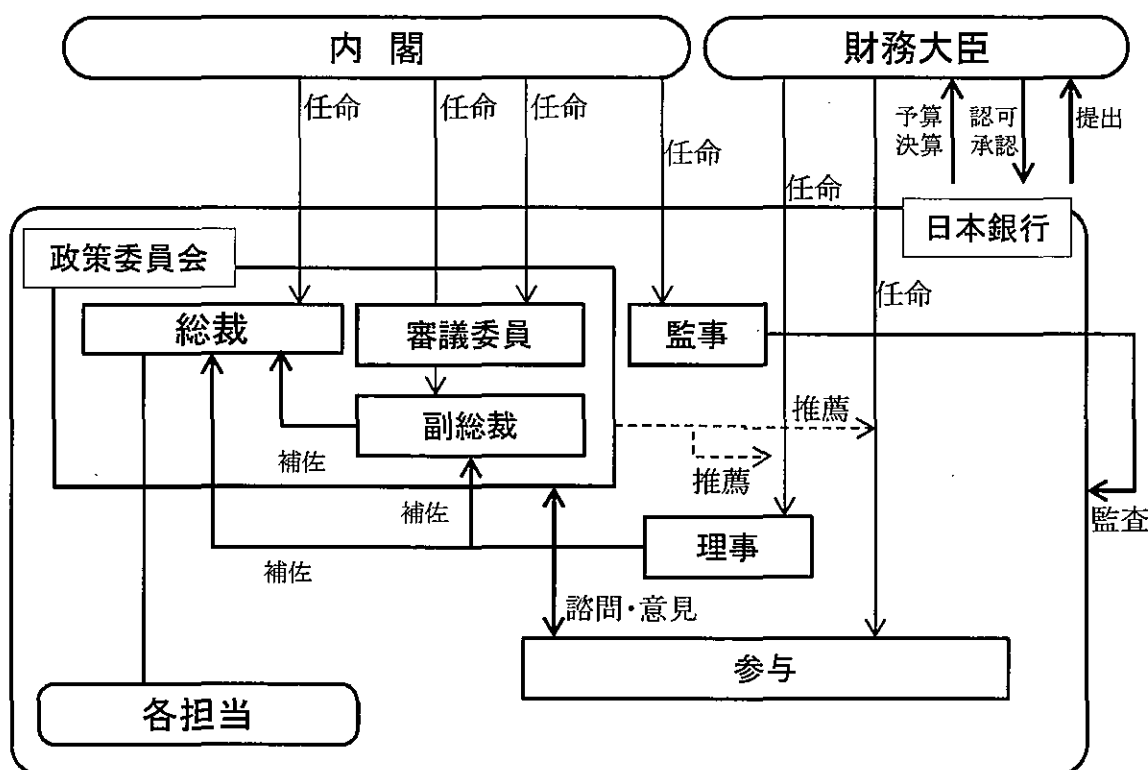 内 閣
財務大臣
任命
任命
任命
任命
任命
予算
決算
認可
承認
提出
日本銀行
政策委員会
任命
総裁
審議委員
監事
副総裁
推薦
補佐
推薦
補佐
監査
理事
補佐
諮問・意見
参与
各担当